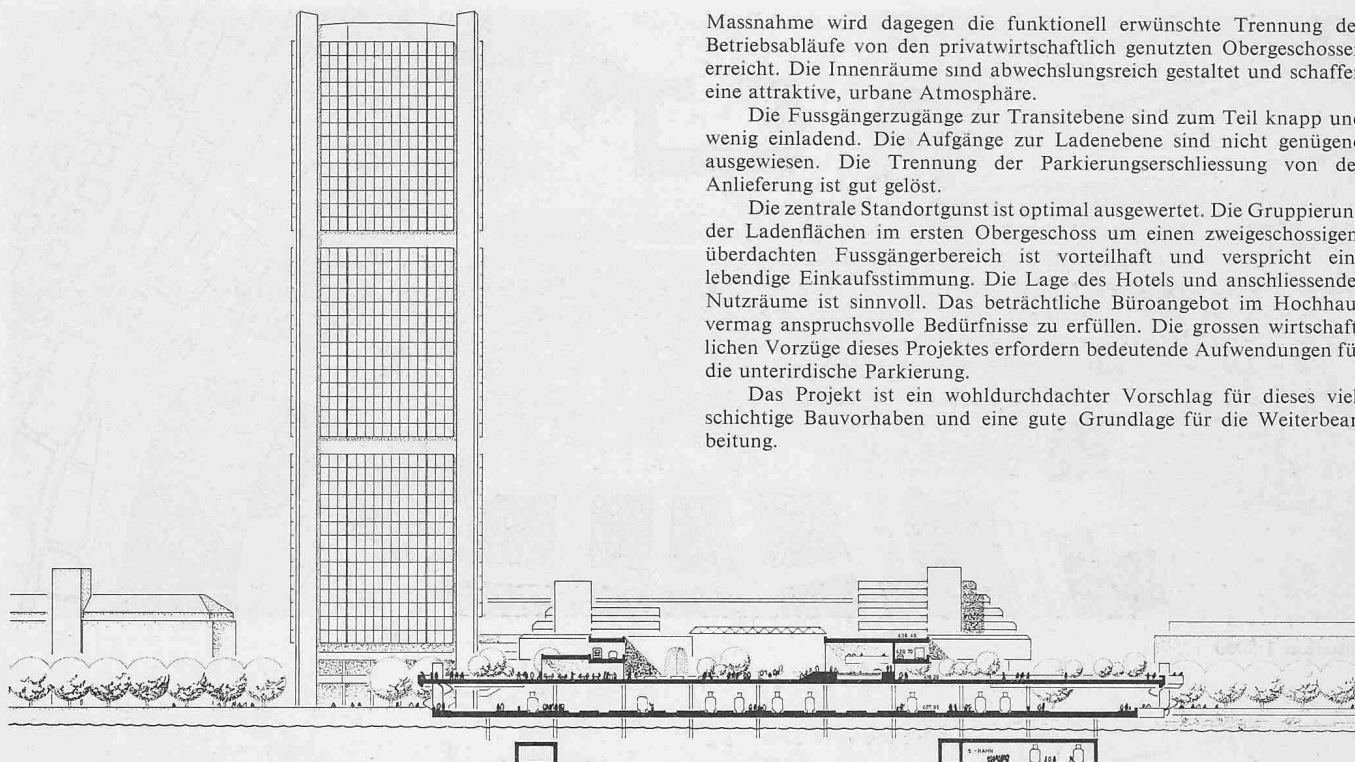 Massnahme wird dagegen die funktionell erwünschte Trennung de
Betriebsabläufe von den privatwirtschaftlich genutzten Obergeschosse
erreicht. Die Innenräume sind abwechslungsreich gestaltet und schaffe
eine attraktive, urbane Atmosphäre.
Die Fussgängerzugänge zur Transitebene sind zum Teil knapp und
wenig einladend. Die Aufgänge zur Ladenebene sind nicht genügend
ausgewiesen. Die Trennung der Parkierungserschliessung von de
Anlieferung ist gut gelöst.
Die zentrale Standortgunst ist optimal ausgewertet. Die Gruppierun
der Ladenflächen im ersten Obergeschoss um einen zweigeschossigen
überdachten Fussgängerbereich ist vorteilhaft und verspricht ein
lebendige Einkaufsstimmung. Die Lage des Hotels und anschliessende
Nutzräume ist sinnvoll. Das beträchtliche Büroangebot im Hochhau
vermag anspruchsvolle Bedürfnisse zu erfüllen. Die grossen wirtschaft
lichen Vorzüge dieses Projektes erfordern bedeutende Aufwendungen fü
die unterirdische Parkierung.
Das Projekt ist ein wohldurchdachter Vorschlag für dieses viel
schichtige Bauvorhaben und eine gute Grundlage für die Weiterbear
beitung.
S-BAHN